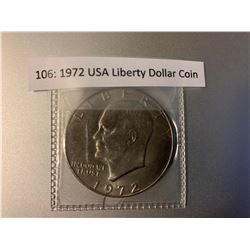 106: 1972 USA Liberty Dollar Coin
LIBERTY
IN GOD WE
TRUST
1972